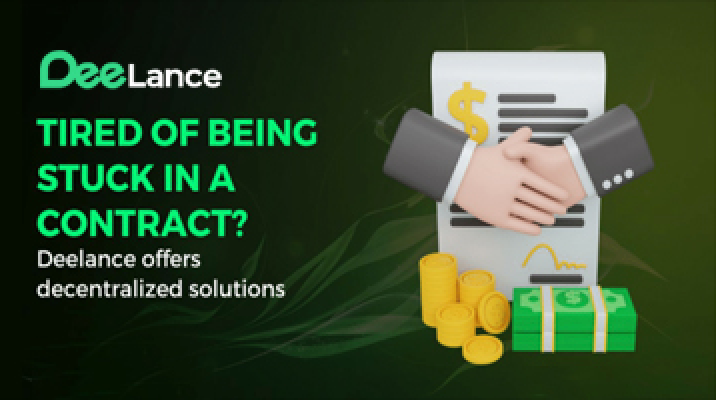 DeeLance
TIRED OF BEING
STUCK IN A
CONTRACT?
Deelance offers
decentralized solutions
$
$